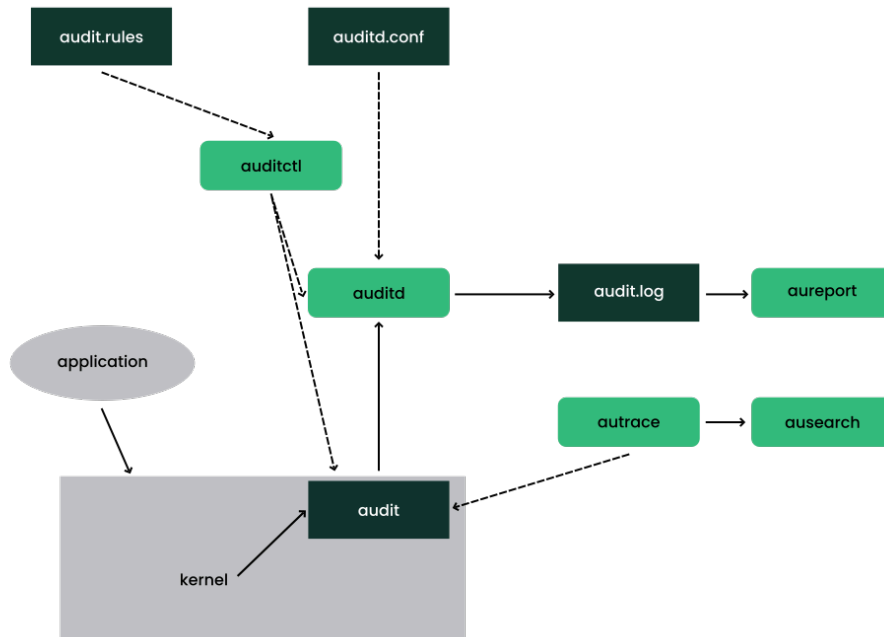 audit.rules
auditd.conf
auditctl
auditd
audit.log
aureport
application
autrace
ausearch
audit
kernel